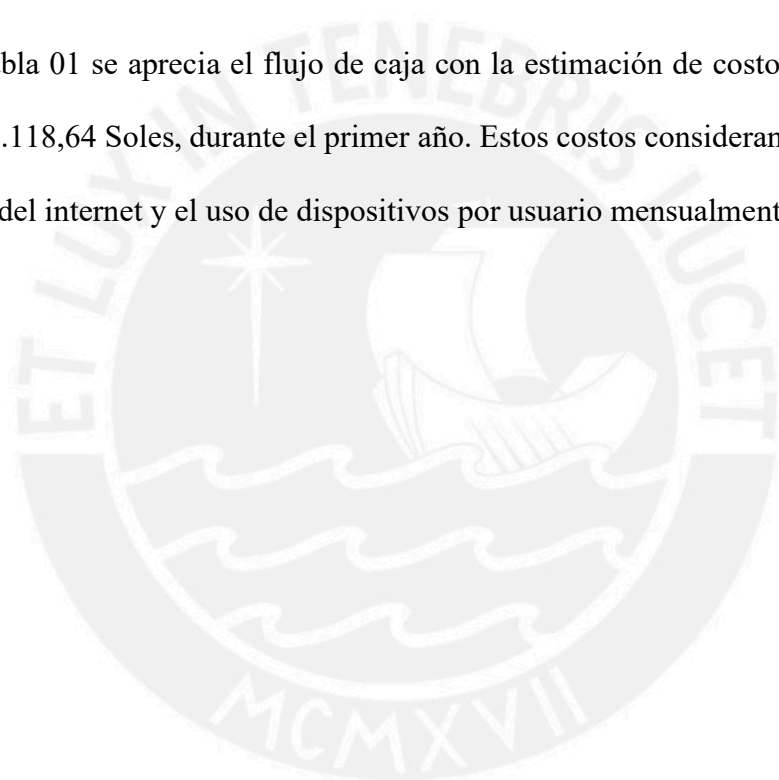 bla 01 se aprecia el flujo de caja con la estimación de costo
.118,64 Soles, durante el primer año. Estos costos consideran
del internet y el uso de dispositivos por usuario mensualment
ET LUX IN TENEBRIS LUCET
MCMXVII